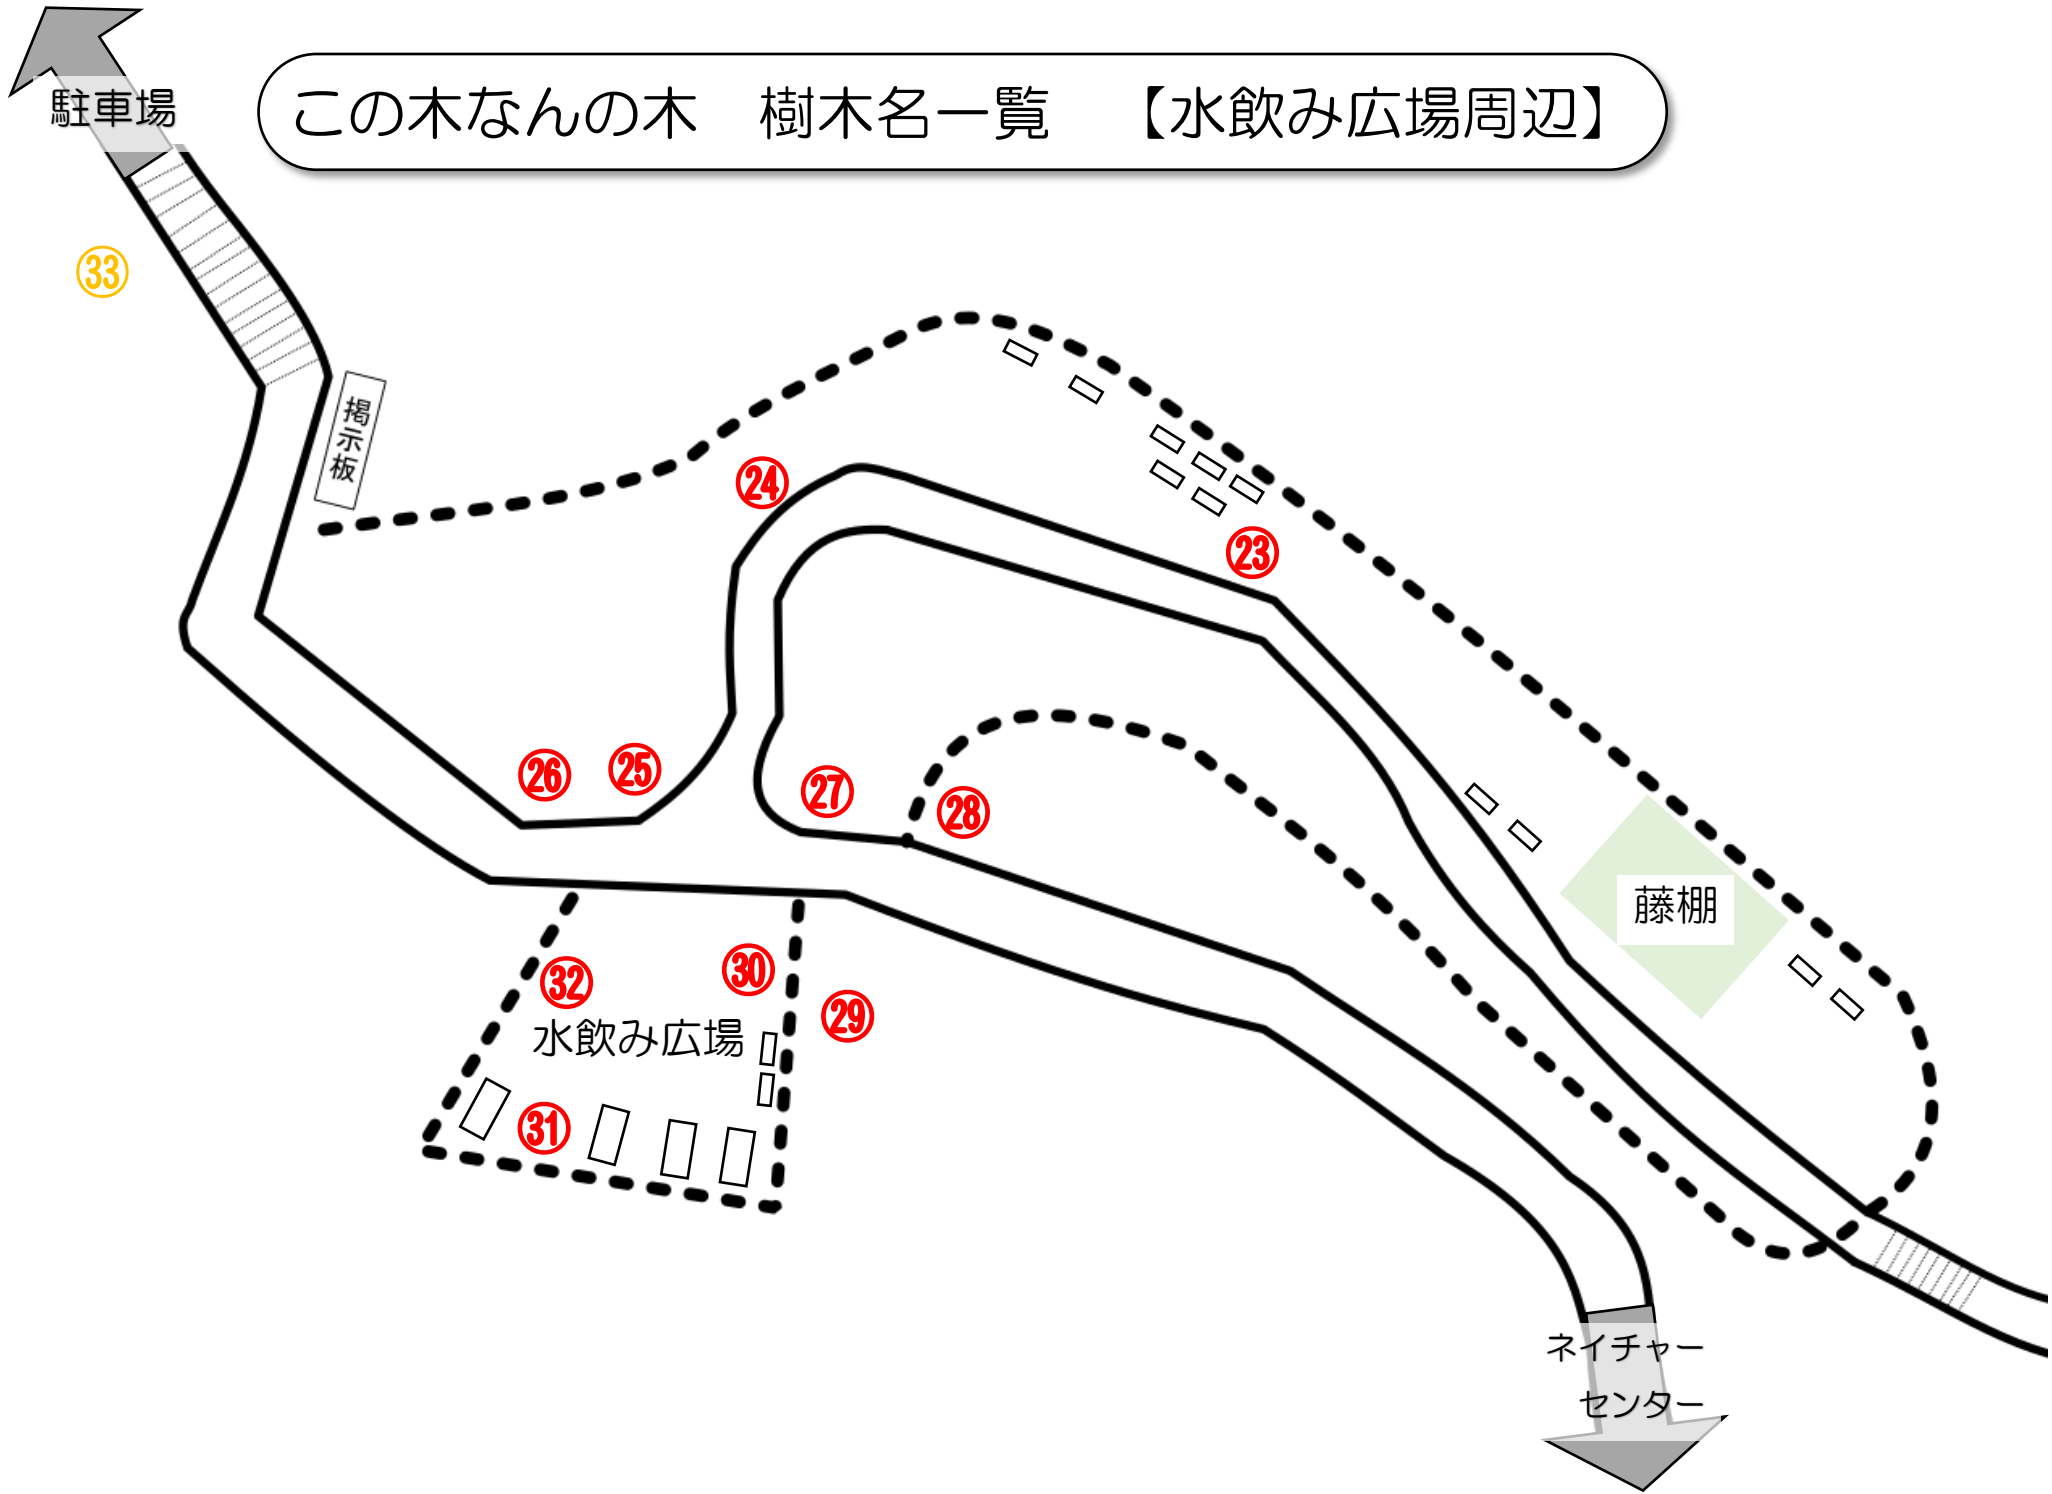 この木なんの木　樹木名一覧　【水飲み広場周辺】
駐車場
㉝
掲示板
㉔
㉓
㉖
㉕
㉗
㉘
藤棚
㉜
㉚
㉙
水飲み広場
㉛
ネイチャー
センター